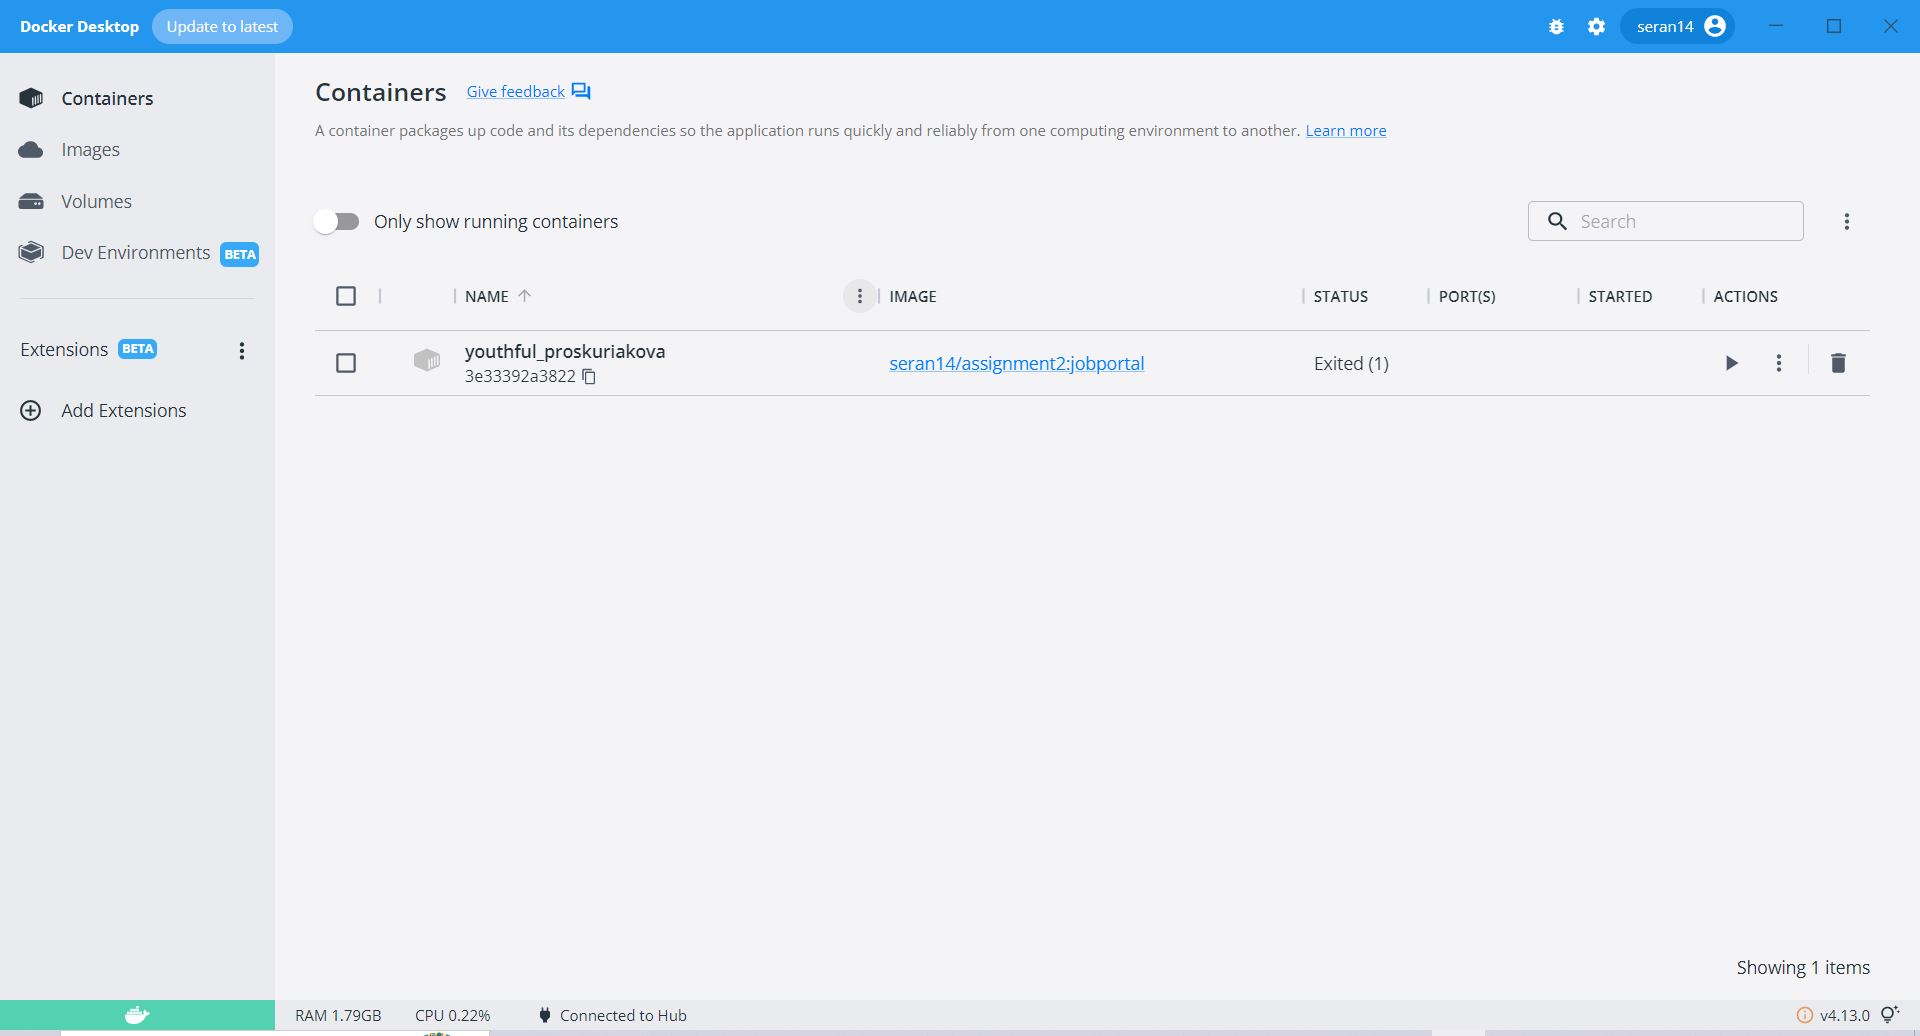 Docker Desktop Update to latest seran14
Containers
Images
Volumes
Dev Environments BETA
Extensions BETA
Add Extensions
Containers Give feedback
A container packages up code and its dependencies so the application runs quickly and reliably from one computing environment to another. Learn more
Only show running containers Search
NAME IMAGE STATUS PORT(S) STARTED ACTIONS
youthful_proskuriakova seran14/assignment2:jobportal Exited (1)
3e33392a3822
Showing 1 items
RAM 1.79GB CPU 0.22% Connected to Hub v4.13.0